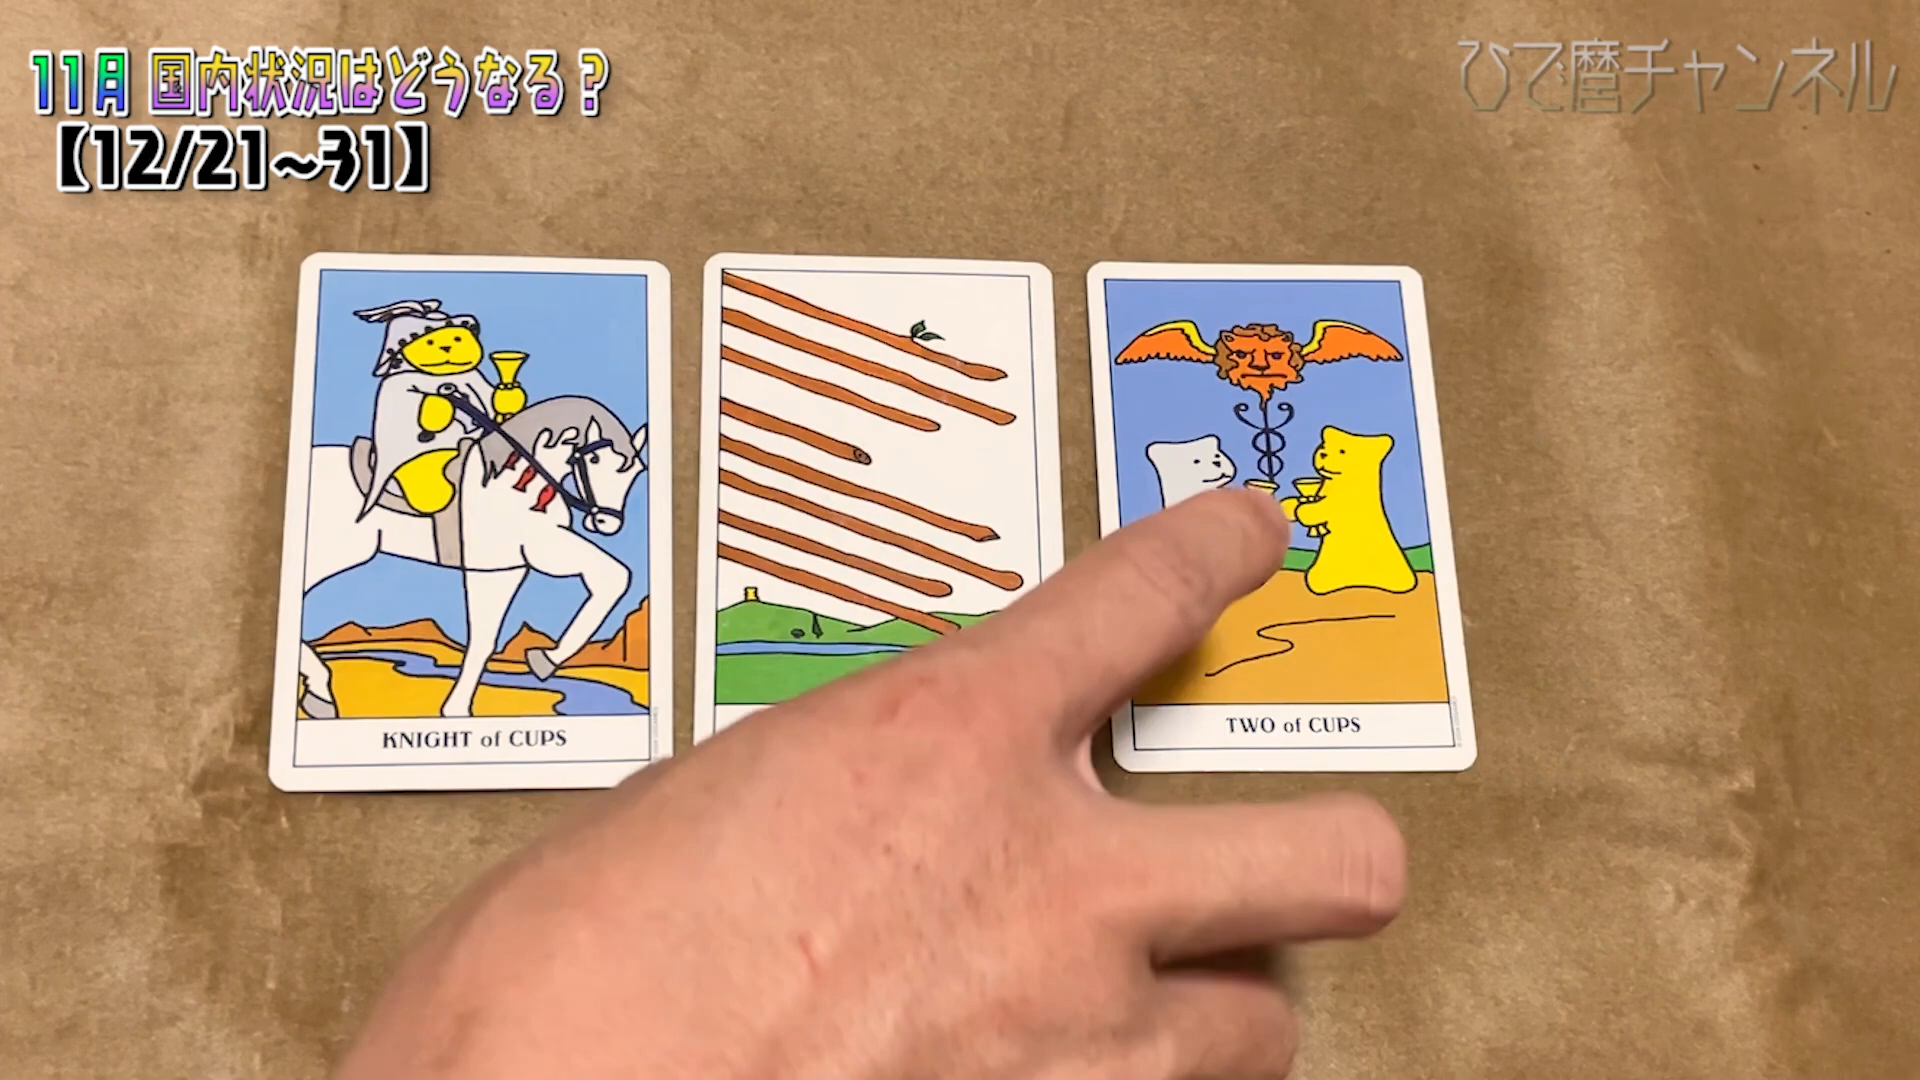 11月 国内状況はどうなる?
【12/21~31】
ひで麿チャンネル
KNIGHT of CUPS
TWO of CUPS